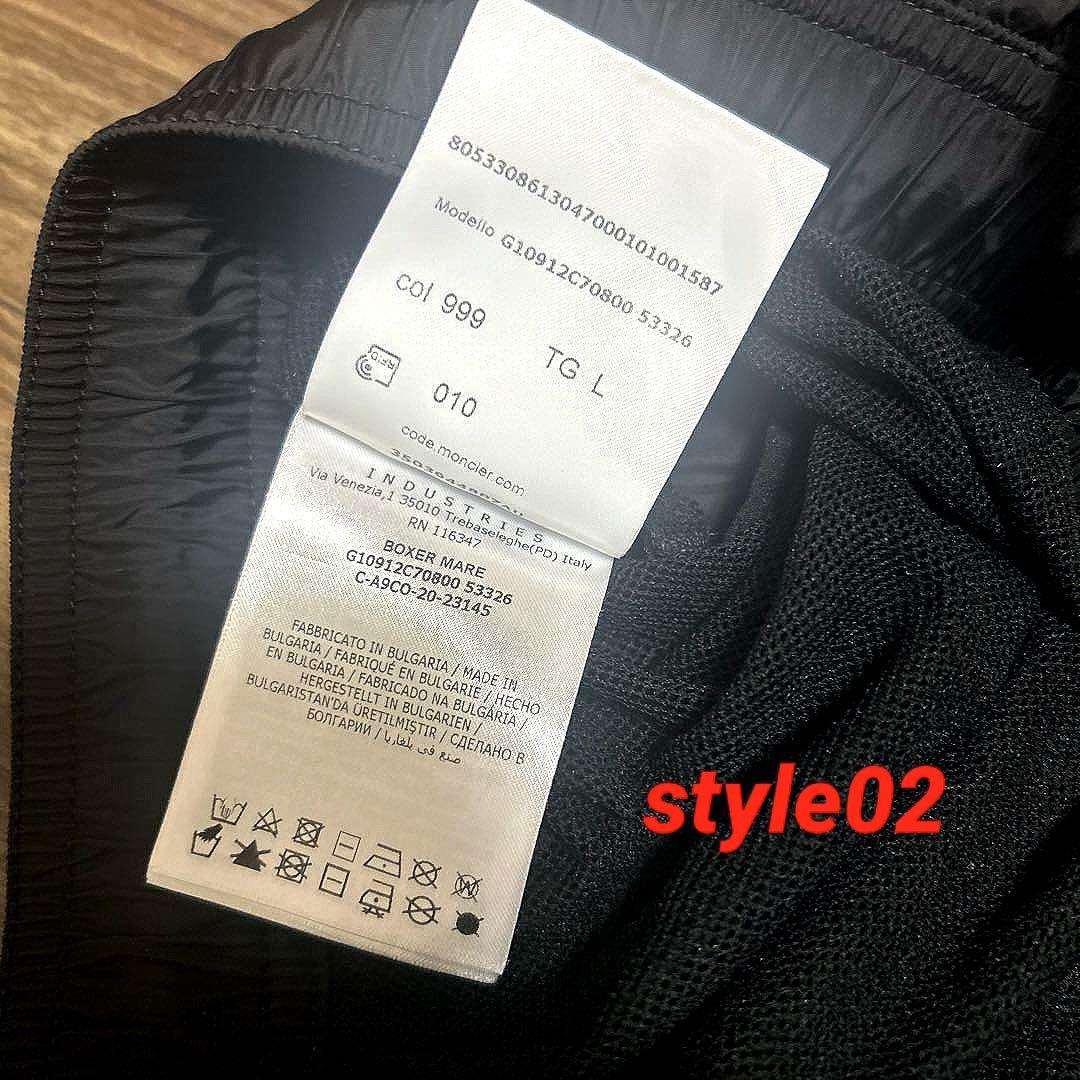 8053308613047000101001587
Modello G10912C70800 53326
col 999
TG L
RFID
010
code.moncler.com
INDUSTRIES
Via Venezia,1 35010 Trebaseleghe(PD) Italy
RN 116347
BOXER MARE
G10912C70800 53326
C-A9CO-20-23145
FABBRICATO IN BULGARIA / MADE IN
BULGARIA / FABRIQUÉ EN BULGARIE / HECHO
EN BULGARIA / FABRICADO NA BULGÁRIA /
HERGESTELLT IN BULGARIEN /
BULGARISTAN'DA ÜRETILMIŞTIR / СДЕЛАНО В
БОЛГАРИИ / صنع في بلغاريا
W
style02